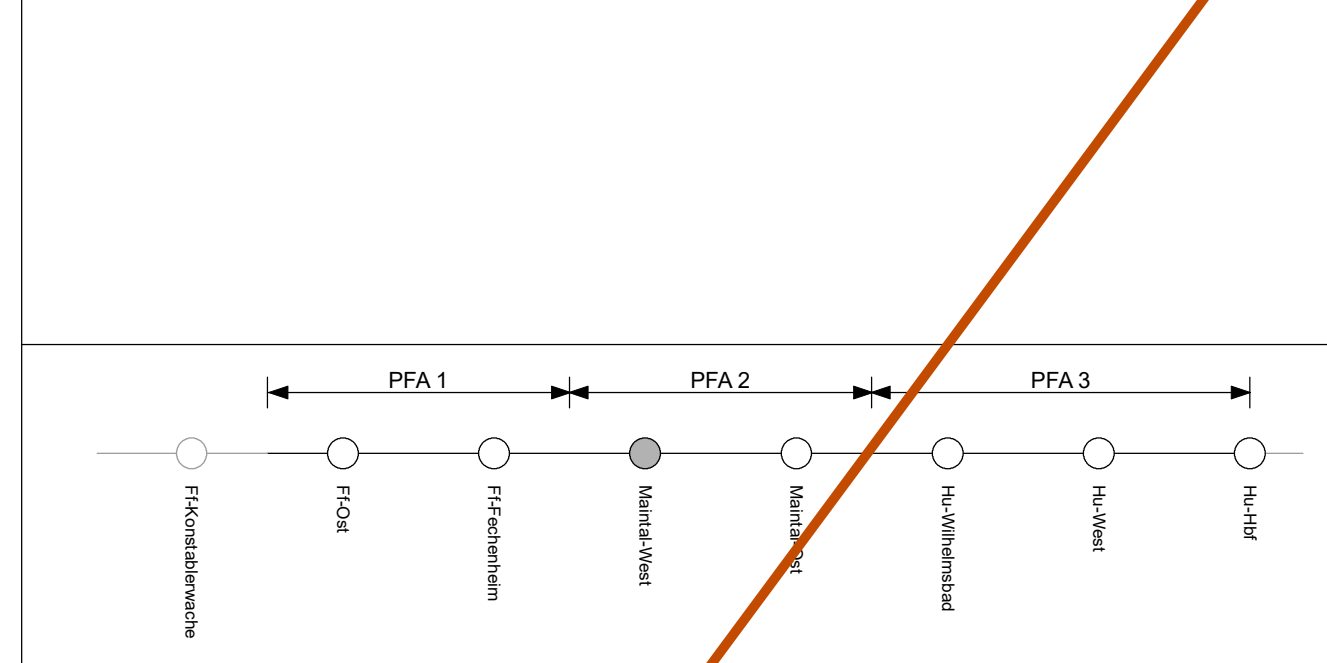 PFA 1
PFA 2
PFA 3
Ff-Konstablerwache
Ff-Ost
Ff-Fechenheim
Maintal-West
Maintal-Ost
Hu-Wilhelmsbad
Hu-West
Hu-Hbf